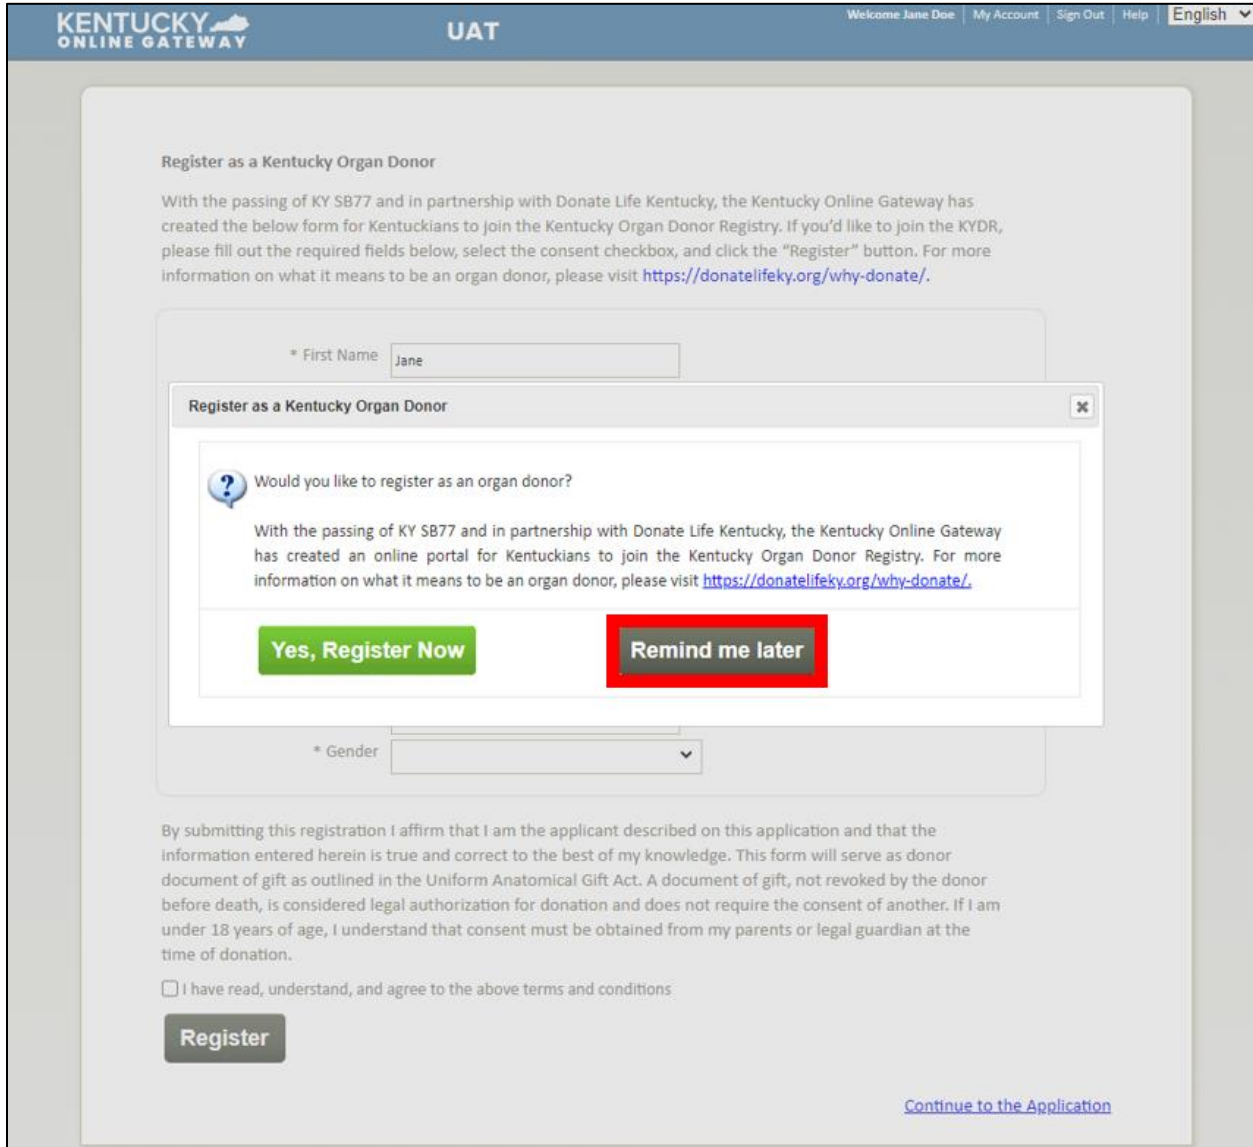 KENTUCKY
ONLINE GATEWAY
UAT
Welcome Jane Doe | My Account | Sign Out | Help | English
Register as a Kentucky Organ Donor
With the passing of KY SB77 and in partnership with Donate Life Kentucky, the Kentucky Online Gateway has
created the below form for Kentuckians to join the Kentucky Organ Donor Registry. If you'd like to join the KYDR,
please fill out the required fields below, select the consent checkbox, and click the “Register” button. For more
information on what it means to be an organ donor, please visit https://donatelifeky.org/why-donate/.
* First Name Jane
Register as a Kentucky Organ Donor
Would you like to register as an organ donor?
With the passing of KY SB77 and in partnership with Donate Life Kentucky, the Kentucky Online Gateway
has created an online portal for Kentuckians to join the Kentucky Organ Donor Registry. For more
information on what it means to be an organ donor, please visit https://donatelifeky.org/why-donate/.
Yes, Register Now
Remind me later
* Gender
By submitting this registration I affirm that I am the applicant described on this application and that the
information entered herein is true and correct to the best of my knowledge. This form will serve as donor
document of gift as outlined in the Uniform Anatomical Gift Act. A document of gift, not revoked by the donor
before death, is considered legal authorization for donation and does not require the consent of another. If I am
under 18 years of age, I understand that consent must be obtained from my parents or legal guardian at the
time of donation.
I have read, understand, and agree to the above terms and conditions
Register
Continue to the Application